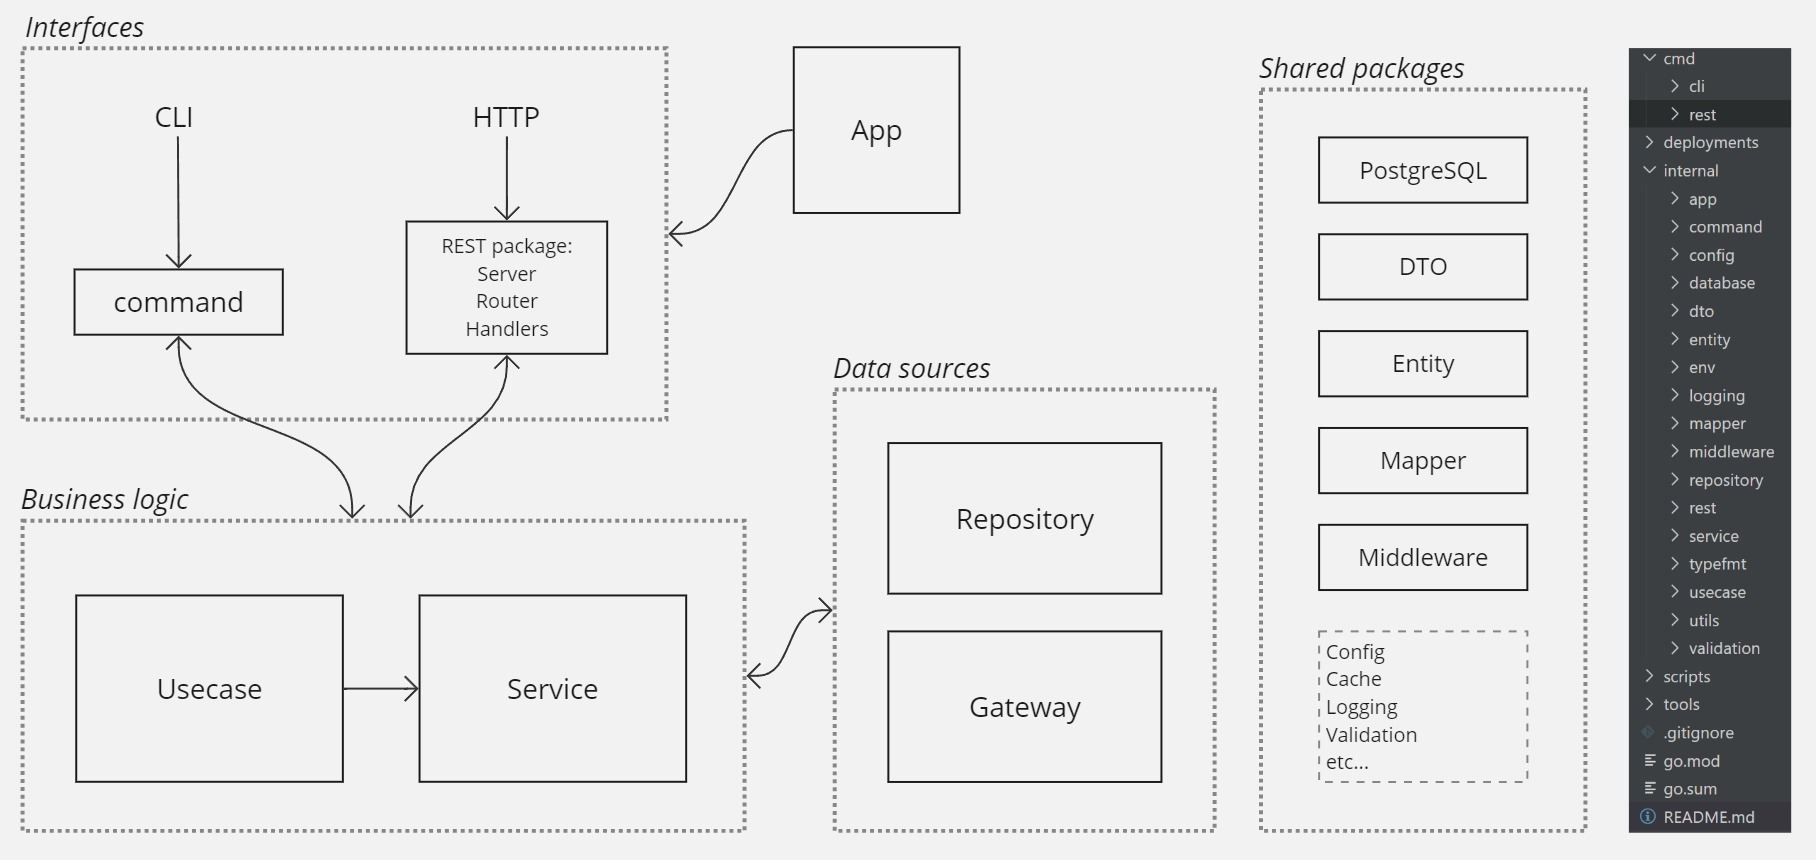 Interfaces
CLI
HTTP
command
REST package:
Server
Router
Handlers
App
Business logic
Usecase
Service
Data sources
Repository
Gateway
Shared packages
PostgreSQL
DTO
Entity
Mapper
Middleware
Config
Cache
Logging
Validation
etc...
cmd
cli
rest
deployments
internal
app
command
config
database
dto
entity
env
logging
mapper
middleware
repository
rest
service
typefmt
usecase
utils
validation
scripts
tools
.gitignore
go.mod
go.sum
README.md